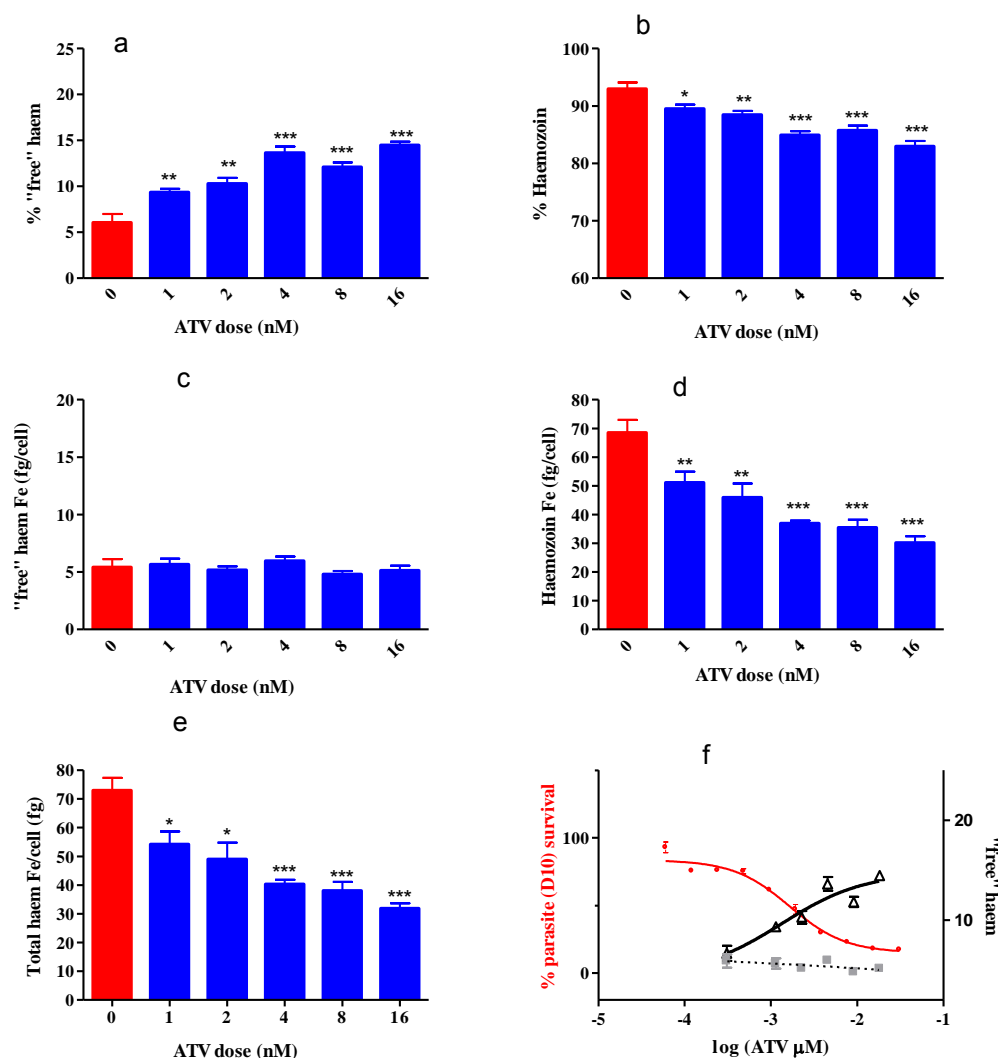 a
25
20
15
10
5
0
% "free" haem
**
**
***
***
***
0 1 2 4 8 16
ATV dose (nM)
b
100
90
80
70
60
% Haemozoin
*
**
***
***
***
0 1 2 4 8 16
ATV dose (nM)
c
20
15
10
5
0
"free" haem Fe (fg/cell)
0 1 2 4 8 16
ATV dose (nM)
d
80
70
60
50
40
30
20
10
0
Haemozoin Fe (fg/cell)
**
**
***
***
***
0 1 2 4 8 16
ATV dose (nM)
e
80
70
60
50
40
30
20
10
0
Total haem Fe/cell (fg)
*
*
***
***
***
0 1 2 4 8 16
ATV dose (nM)
f
100
50
0
% parasite (D10) survival
20
10
"free" haem
-5 -4 -3 -2 -1
log (ATV μM)